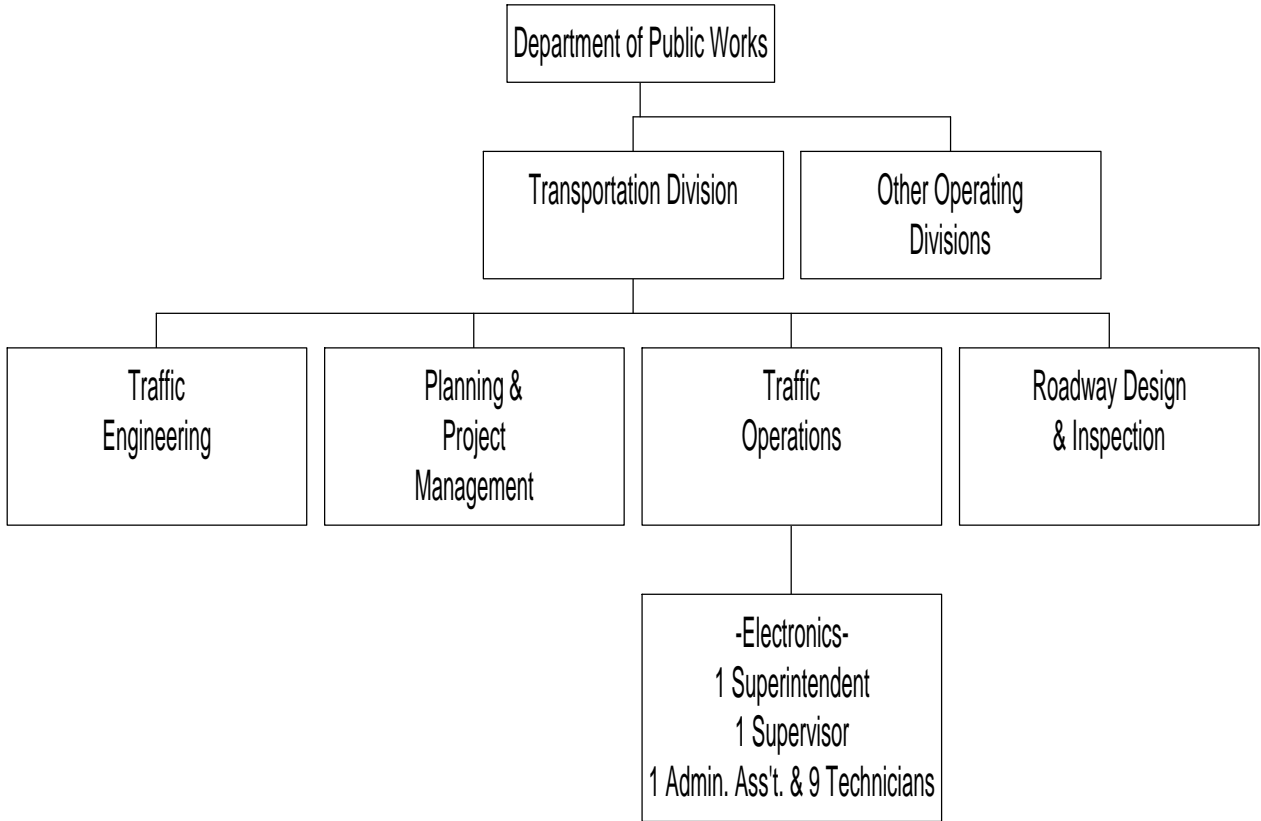 Department of Public Works
Transportation Division
Other Operating
Divisions
Traffic
Engineering
Planning &
Project
Management
Traffic
Operations
Roadway Design
& Inspection
-Electronics-
1 Superintendent
1 Supervisor
1 Admin. Ass't. & 9 Technicians